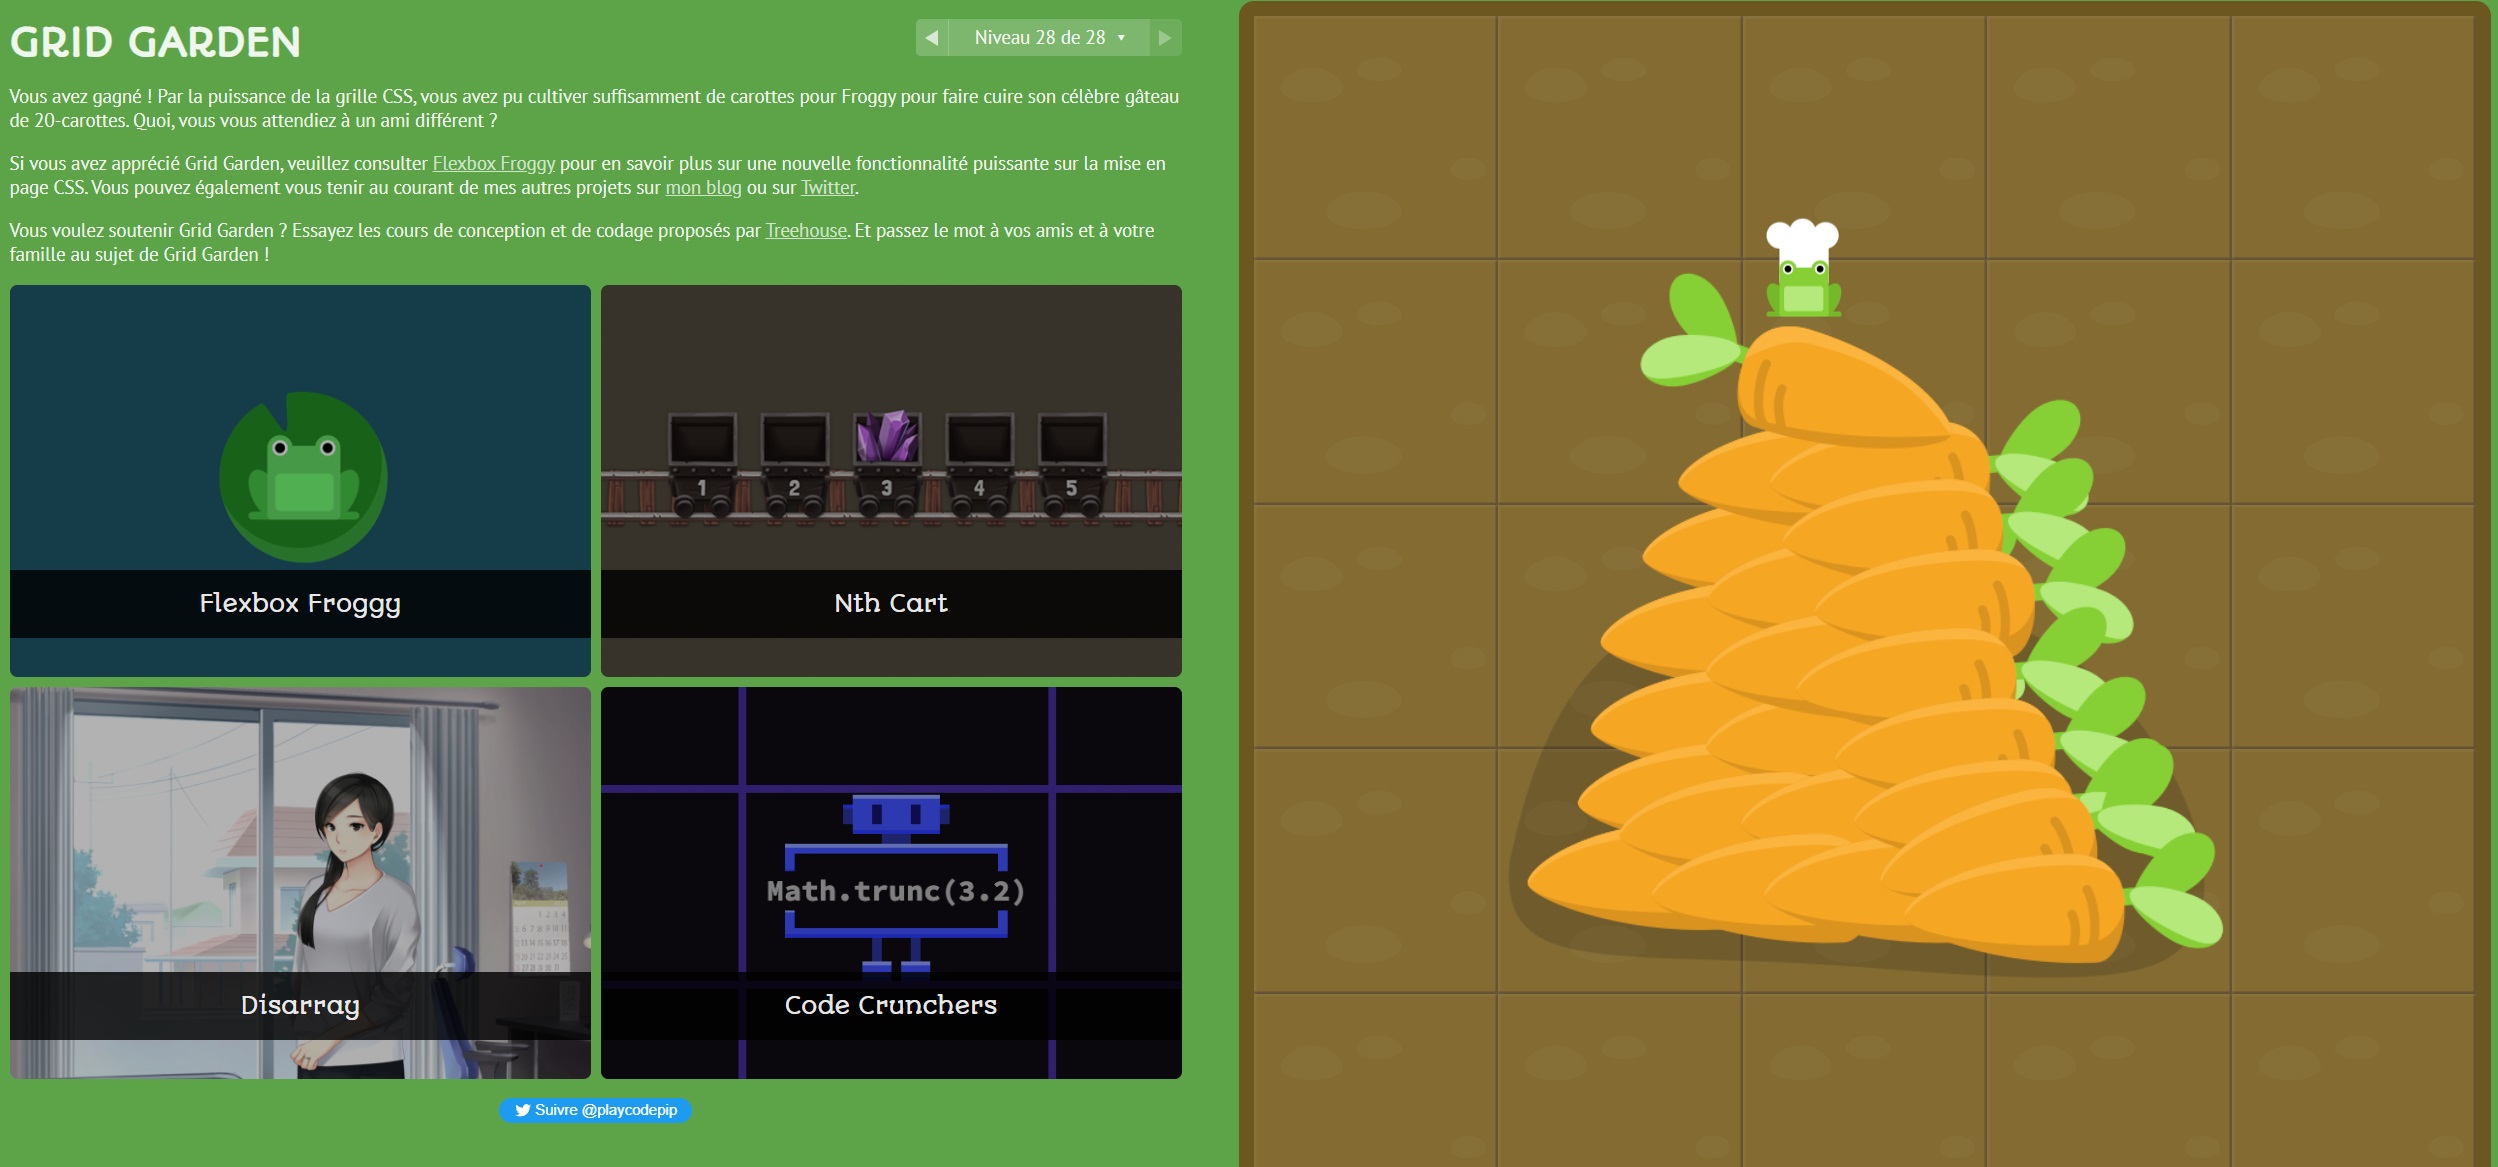 GRID GARDEN
Niveau 28 de 28
Vous avez gagné ! Par la puissance de la grille CSS, vous avez pu cultiver suffisamment de carottes pour Froggy pour faire cuire son célèbre gâteau
de 20-carottes. Quoi, vous vous attendiez à un ami différent ?
Si vous avez apprécié Grid Garden, veuillez consulter Flexbox Froggy pour en savoir plus sur une nouvelle fonctionnalité puissante sur la mise en
page CSS. Vous pouvez également vous tenir au courant de mes autres projets sur mon blog ou sur Twitter.
Vous voulez soutenir Grid Garden ? Essayez les cours de conception et de codage proposés par Treehouse. Et passez le mot à vos amis et à votre
famille au sujet de Grid Garden !
Flexbox Froggy
1 2 3 4 5
Nth Cart
Disarray
Math.trunc(3.2)
Code Crunchers
Suivre @playcodepip